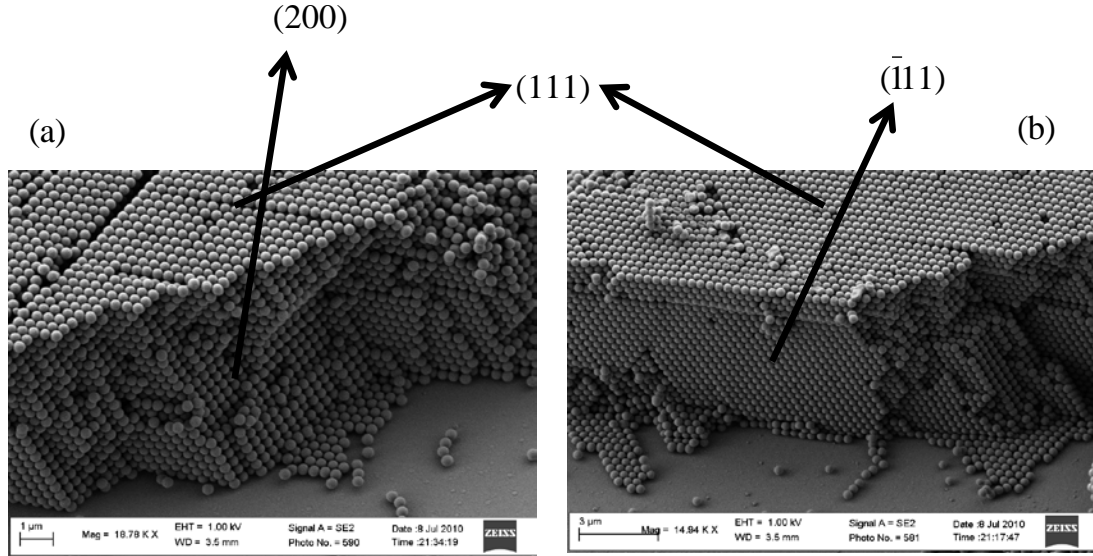 (200)
(111)
(1̄11)
(a)
(b)
1 µm
Mag = 18.78 K X
EHT = 1.00 kV
WD = 3.5 mm
Signal A = SE2
Photo No. = 590
Date :8 Jul 2010
Time :21:34:19
ZEISS
3 µm
Mag = 14.94 K X
EHT = 1.00 kV
WD = 3.5 mm
Signal A = SE2
Photo No. = 581
Date :8 Jul 2010
Time :21:17:47
ZEISS